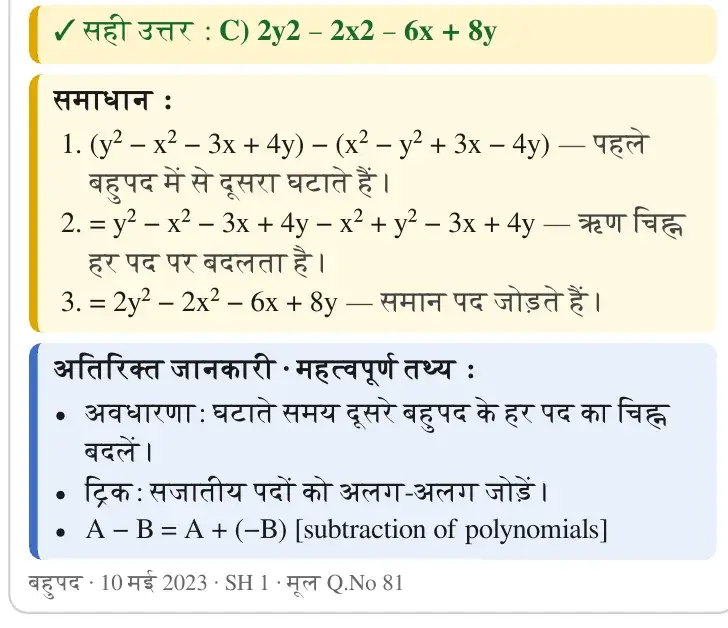 ✓ सही उत्तर : C) 2y2 – 2x2 – 6x + 8y
समाधान :
1. (y² − x² − 3x + 4y) − (x² − y² + 3x − 4y) — पहले
बहुपद में से दूसरा घटाते हैं।
2. = y² − x² − 3x + 4y − x² + y² − 3x + 4y — ऋण चिह्न
हर पद पर बदलता है।
3. = 2y² − 2x² − 6x + 8y — समान पद जोड़ते हैं।
अतिरिक्त जानकारी · महत्वपूर्ण तथ्य :
• अवधारणा : घटाते समय दूसरे बहुपद के हर पद का चिह्न
बदलें।
• ट्रिक : सजातीय पदों को अलग-अलग जोड़ें।
• A − B = A + (−B) [subtraction of polynomials]
बहुपद · 10 मई 2023 · SH 1 · मूल Q.No 81